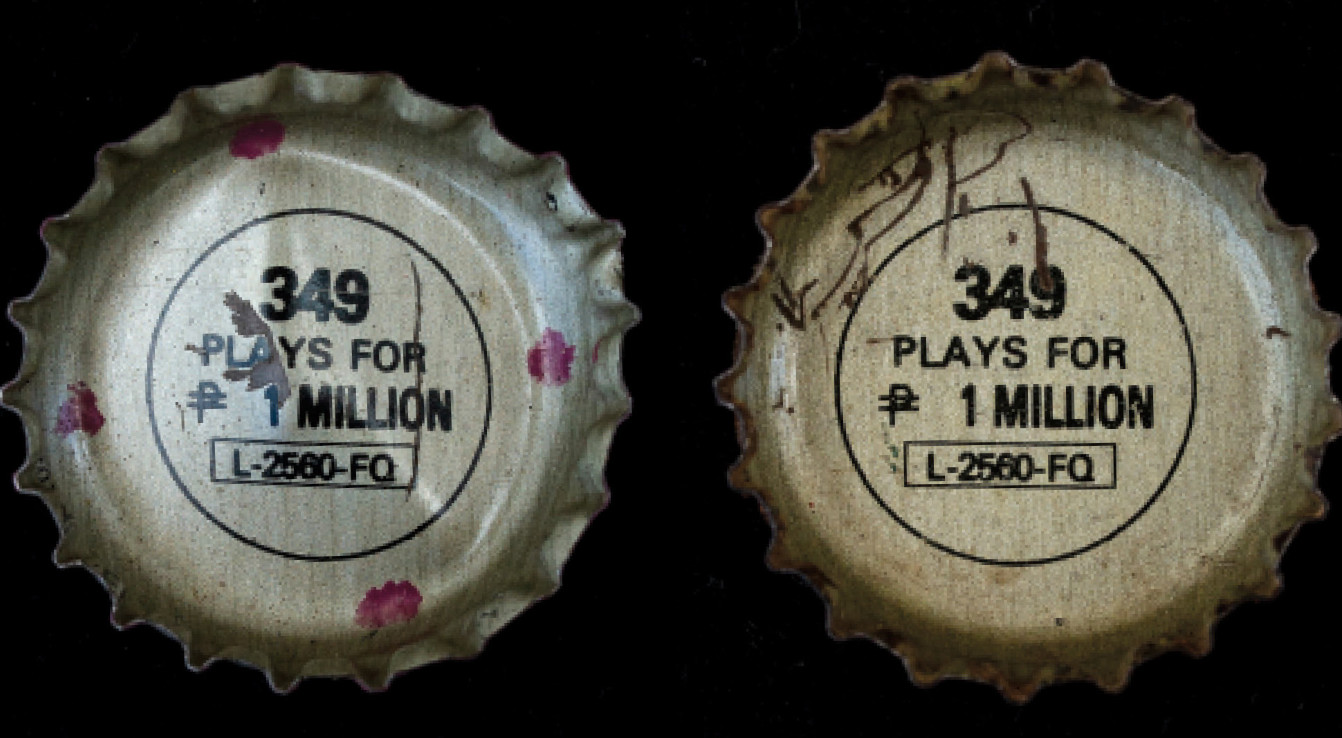 349
PLAYS FOR
₱ 1 MILLION
L-2560-FQ
349
PLAYS FOR
₱ 1 MILLION
L-2560-FQ